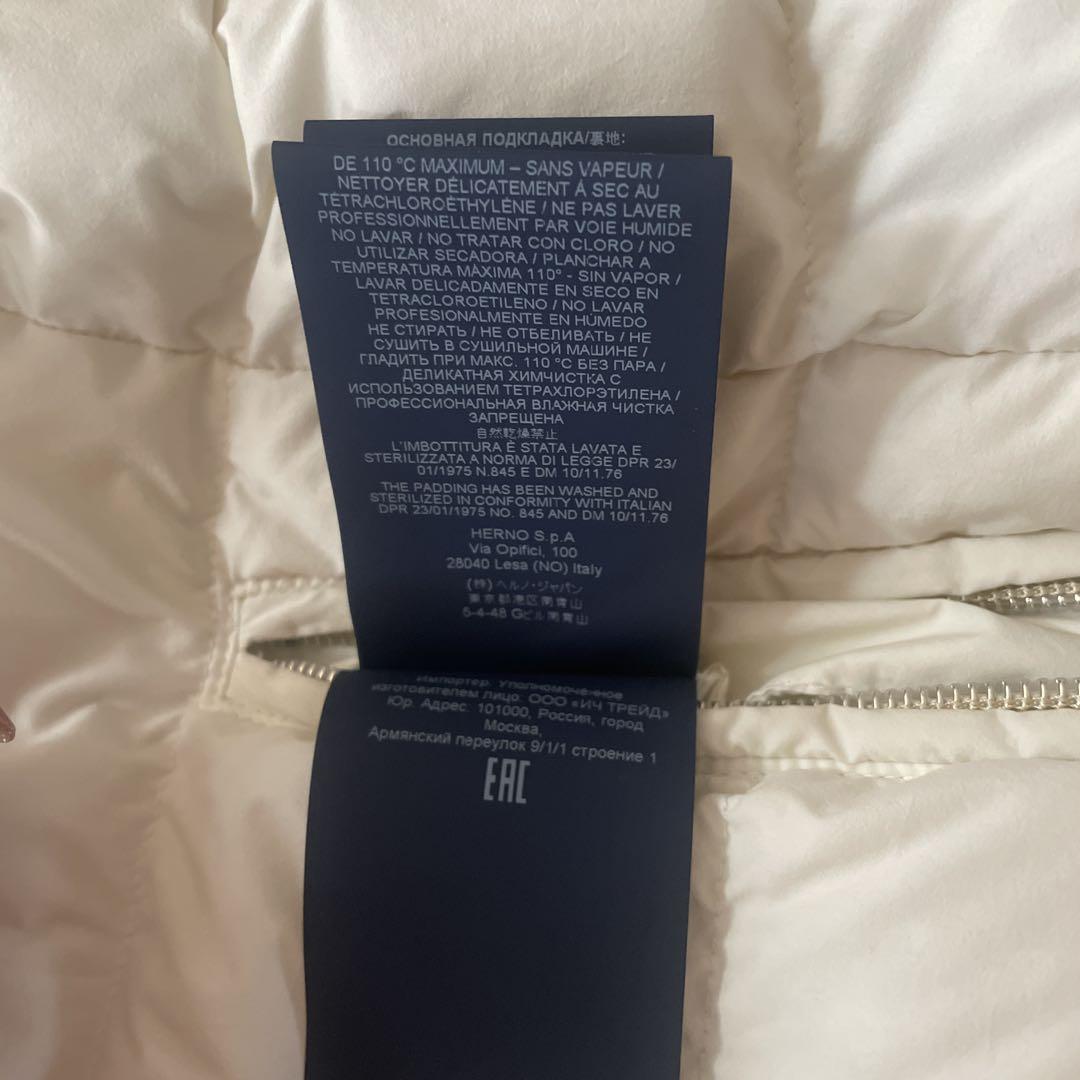 ОСНОВНАЯ ПОДКЛАДКА/裏地:
DE 110 °C MAXIMUM – SANS VAPEUR /
NETTOYER DÉLICATEMENT À SEC AU
TÉTRACHLOROÉTHYLÈNE / NE PAS LAVER
PROFESSIONNELLEMENT PAR VOIE HUMIDE
NO LAVAR / NO TRATAR CON CLORO / NO
UTILIZAR SECADORA / PLANCHAR A
TEMPERATURA MÁXIMA 110° - SIN VAPOR /
LAVAR DELICADAMENTE EN SECO EN
TETRACLOROETILENO / NO LAVAR
PROFESIONALMENTE EN HÚMEDO
НЕ СТИРАТЬ / НЕ ОТБЕЛИВАТЬ / НЕ
СУШИТЬ В СУШИЛЬНОЙ МАШИНЕ /
ГЛАДИТЬ ПРИ МАКС. 110 °C БЕЗ ПАРА /
ДЕЛИКАТНАЯ ХИМЧИСТКА С
ИСПОЛЬЗОВАНИЕМ ТЕТРАХЛОРЭТИЛЕНА /
ПРОФЕССИОНАЛЬНАЯ ВЛАЖНАЯ ЧИСТКА
ЗАПРЕЩЕНА
自然乾燥禁止
L'IMBOTTITURA È STATA LAVATA E
STERILIZZATA A NORMA DI LEGGE DPR 23/
01/1975 N.845 E DM 10/11.76
THE PADDING HAS BEEN WASHED AND
STERILIZED IN CONFORMITY WITH ITALIAN
DPR 23/01/1975 NO. 845 AND DM 10/11.76
HERNO S.p.A
Via Opifici, 100
28040 Lesa (NO) Italy
(株) ヘルノ・ジャパン
東京都港区南青山
5-4-48 Gビル南青山
Импортер. Уполномоченное
изготовителем лицо: ООО «ИЧ ТРЕЙД»
Юр. Адрес: 101000, Россия, город
Москва,
Армянский переулок 9/1/1 строение 1
EAC